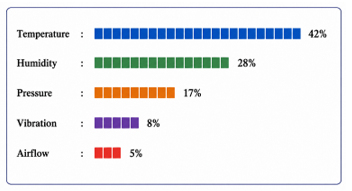 Temperature : 42%
Humidity : 28%
Pressure : 17%
Vibration : 8%
Airflow : 5%